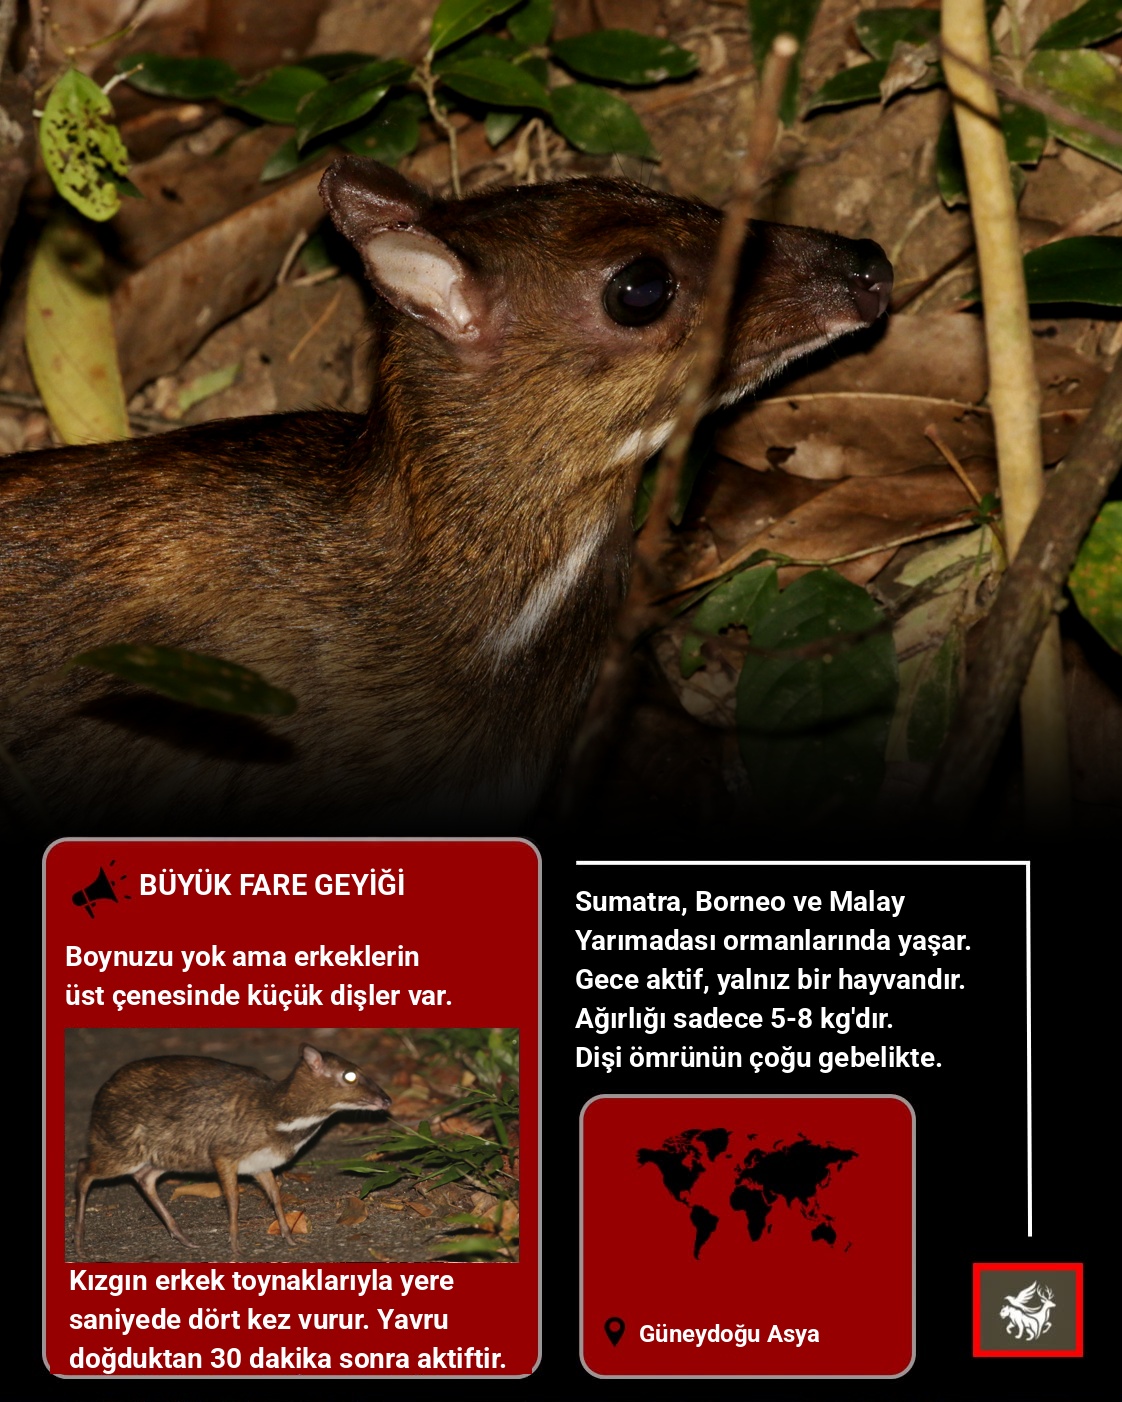 BÜYÜK FARE GEYİĞİ
Boynuzu yok ama erkeklerin
üst çenesinde küçük dişler var.
Kızgın erkek toynaklarıyla yere
saniyede dört kez vurur. Yavru
doğduktan 30 dakika sonra aktiftir.
Sumatra, Borneo ve Malay
Yarımadası ormanlarında yaşar.
Gece aktif, yalnız bir hayvandır.
Ağırlığı sadece 5-8 kg'dır.
Dişi ömrünün çoğu gebelikte.
Güneydoğu Asya